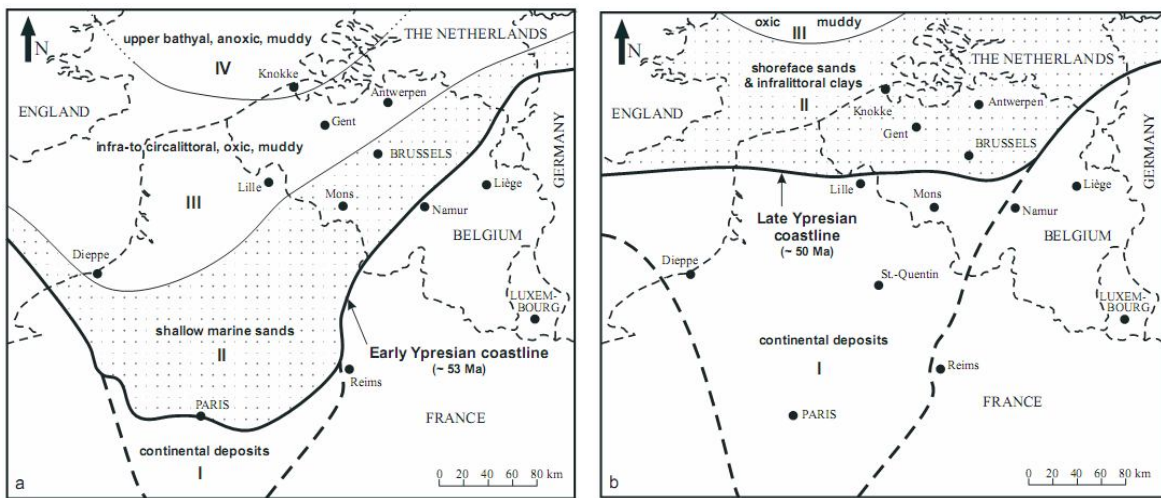 N
upper bathyal, anoxic, muddy
IV
THE NETHERLANDS
Knokke
Antwerpen
ENGLAND
Gent
infra-to circalittoral, oxic, muddy
BRUSSELS
GERMANY
Lille
Liège
III
Mons
Namur
BELGIUM
Dieppe
LUXEM-
BOURG
shallow marine sands
II
Early Ypresian coastline
(~ 53 Ma)
Reims
PARIS
FRANCE
continental deposits
I
0 20 40 80 km
a
N
oxic muddy
III
THE NETHERLANDS
shoreface sands
& infralittoral clays
II
Knokke
Antwerpen
ENGLAND
Gent
BRUSSELS
GERMANY
Lille
Liège
Mons
Namur
Late Ypresian
coastline
(~ 50 Ma)
BELGIUM
Dieppe
St.-Quentin
LUXEM-
BOURG
continental deposits
I
Reims
PARIS
FRANCE
0 20 40 80 km
b